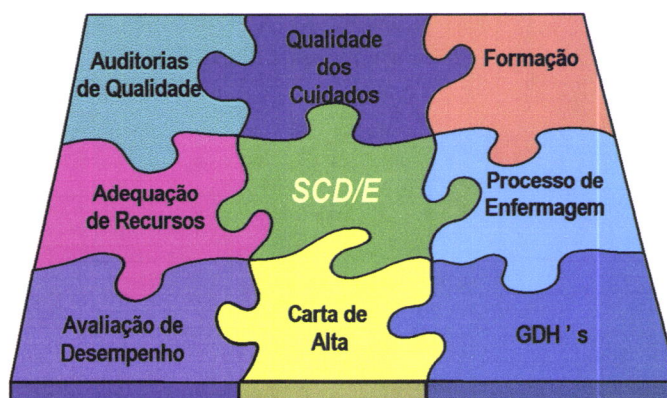 Auditorias
de Qualidade
Qualidade
dos
Cuidados
Formação
Adequação
de Recursos
SCD/E
Processo de
Enfermagem
Avaliação de
Desempenho
Carta de
Alta
GDH ' s